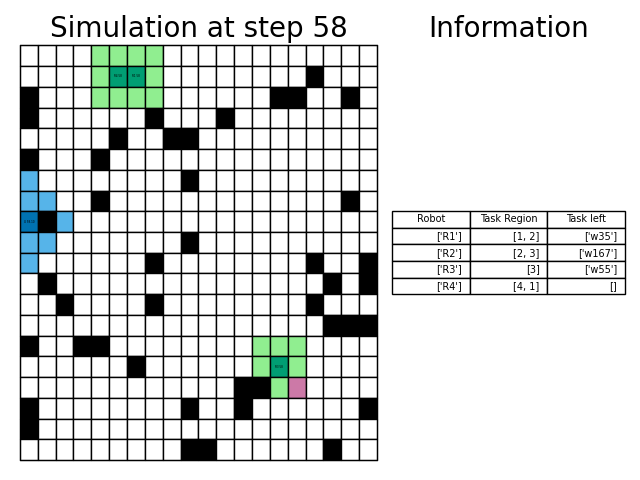 Simulation at step 58
Information
Robot Task Region Task left
['R1'] [1, 2] ['w35']
['R2'] [2, 3] ['w167']
['R3'] [3] ['w55']
['R4'] [4, 1] []